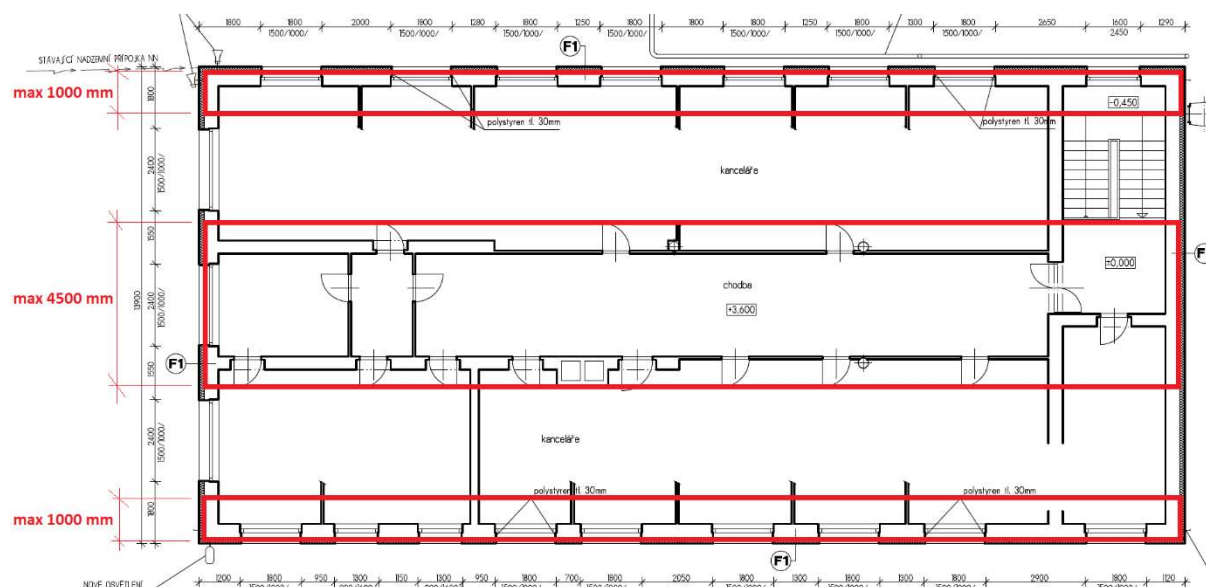 1800 1800 2000 1800 1280 1800 1250 1800 1800 1800 1250 1800 1300 1800 2650 1600 1290
1500/1000/ 1500/1000/ 1500/1000/ 1500/1000/ 1500/1000/ 1500/1000/ 1500/1000/ 2450
F1
STÁVAJÍCÍ NADZEMNÍ PŘÍPOJKA NN
max 1000 mm
1800
-0,450
polystyren tl. 30mm
polystyren tl. 30mm
2400
1500/1000/
kanceláře
1550
F
±0,000
max 4500 mm
13900
2400
1500/1000/
chodba
+3,600
1550
F1
2400
1500/1000/
kanceláře
polystyren tl. 30mm
polystyren tl. 30mm
max 1000 mm
1800
F1
NOVÉ OSVĚTLENÍ
1200 1800 950 1300 1150 1300 950 1800 700 1800 2050 1800 1300 1800 1300 1800 2900 1800 1120